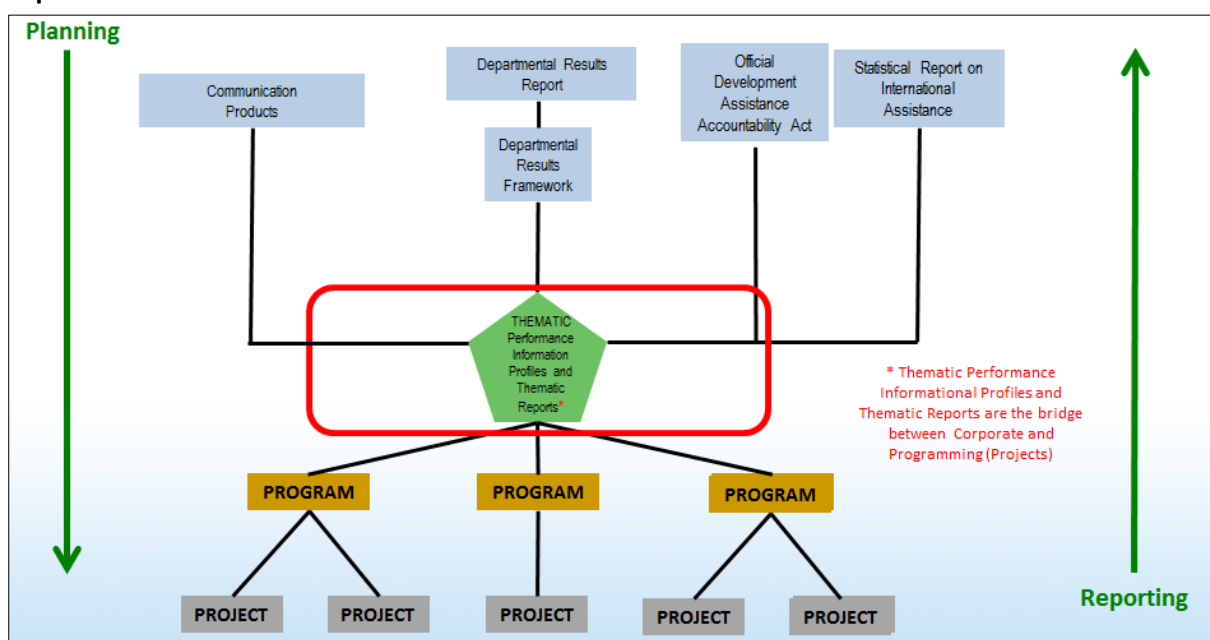 Planning
Communication
Products
Departmental Results
Report
Departmental
Results
Framework
Official
Development
Assistance
Accountability Act
Statistical Report on
International
Assistance
THEMATIC
Performance
Information
Profiles and
Thematic
Reports*
* Thematic Performance
Informational Profiles and
Thematic Reports are the bridge
between Corporate and
Programming (Projects)
PROGRAM
PROGRAM
PROGRAM
PROJECT
PROJECT
PROJECT
PROJECT
PROJECT
Reporting